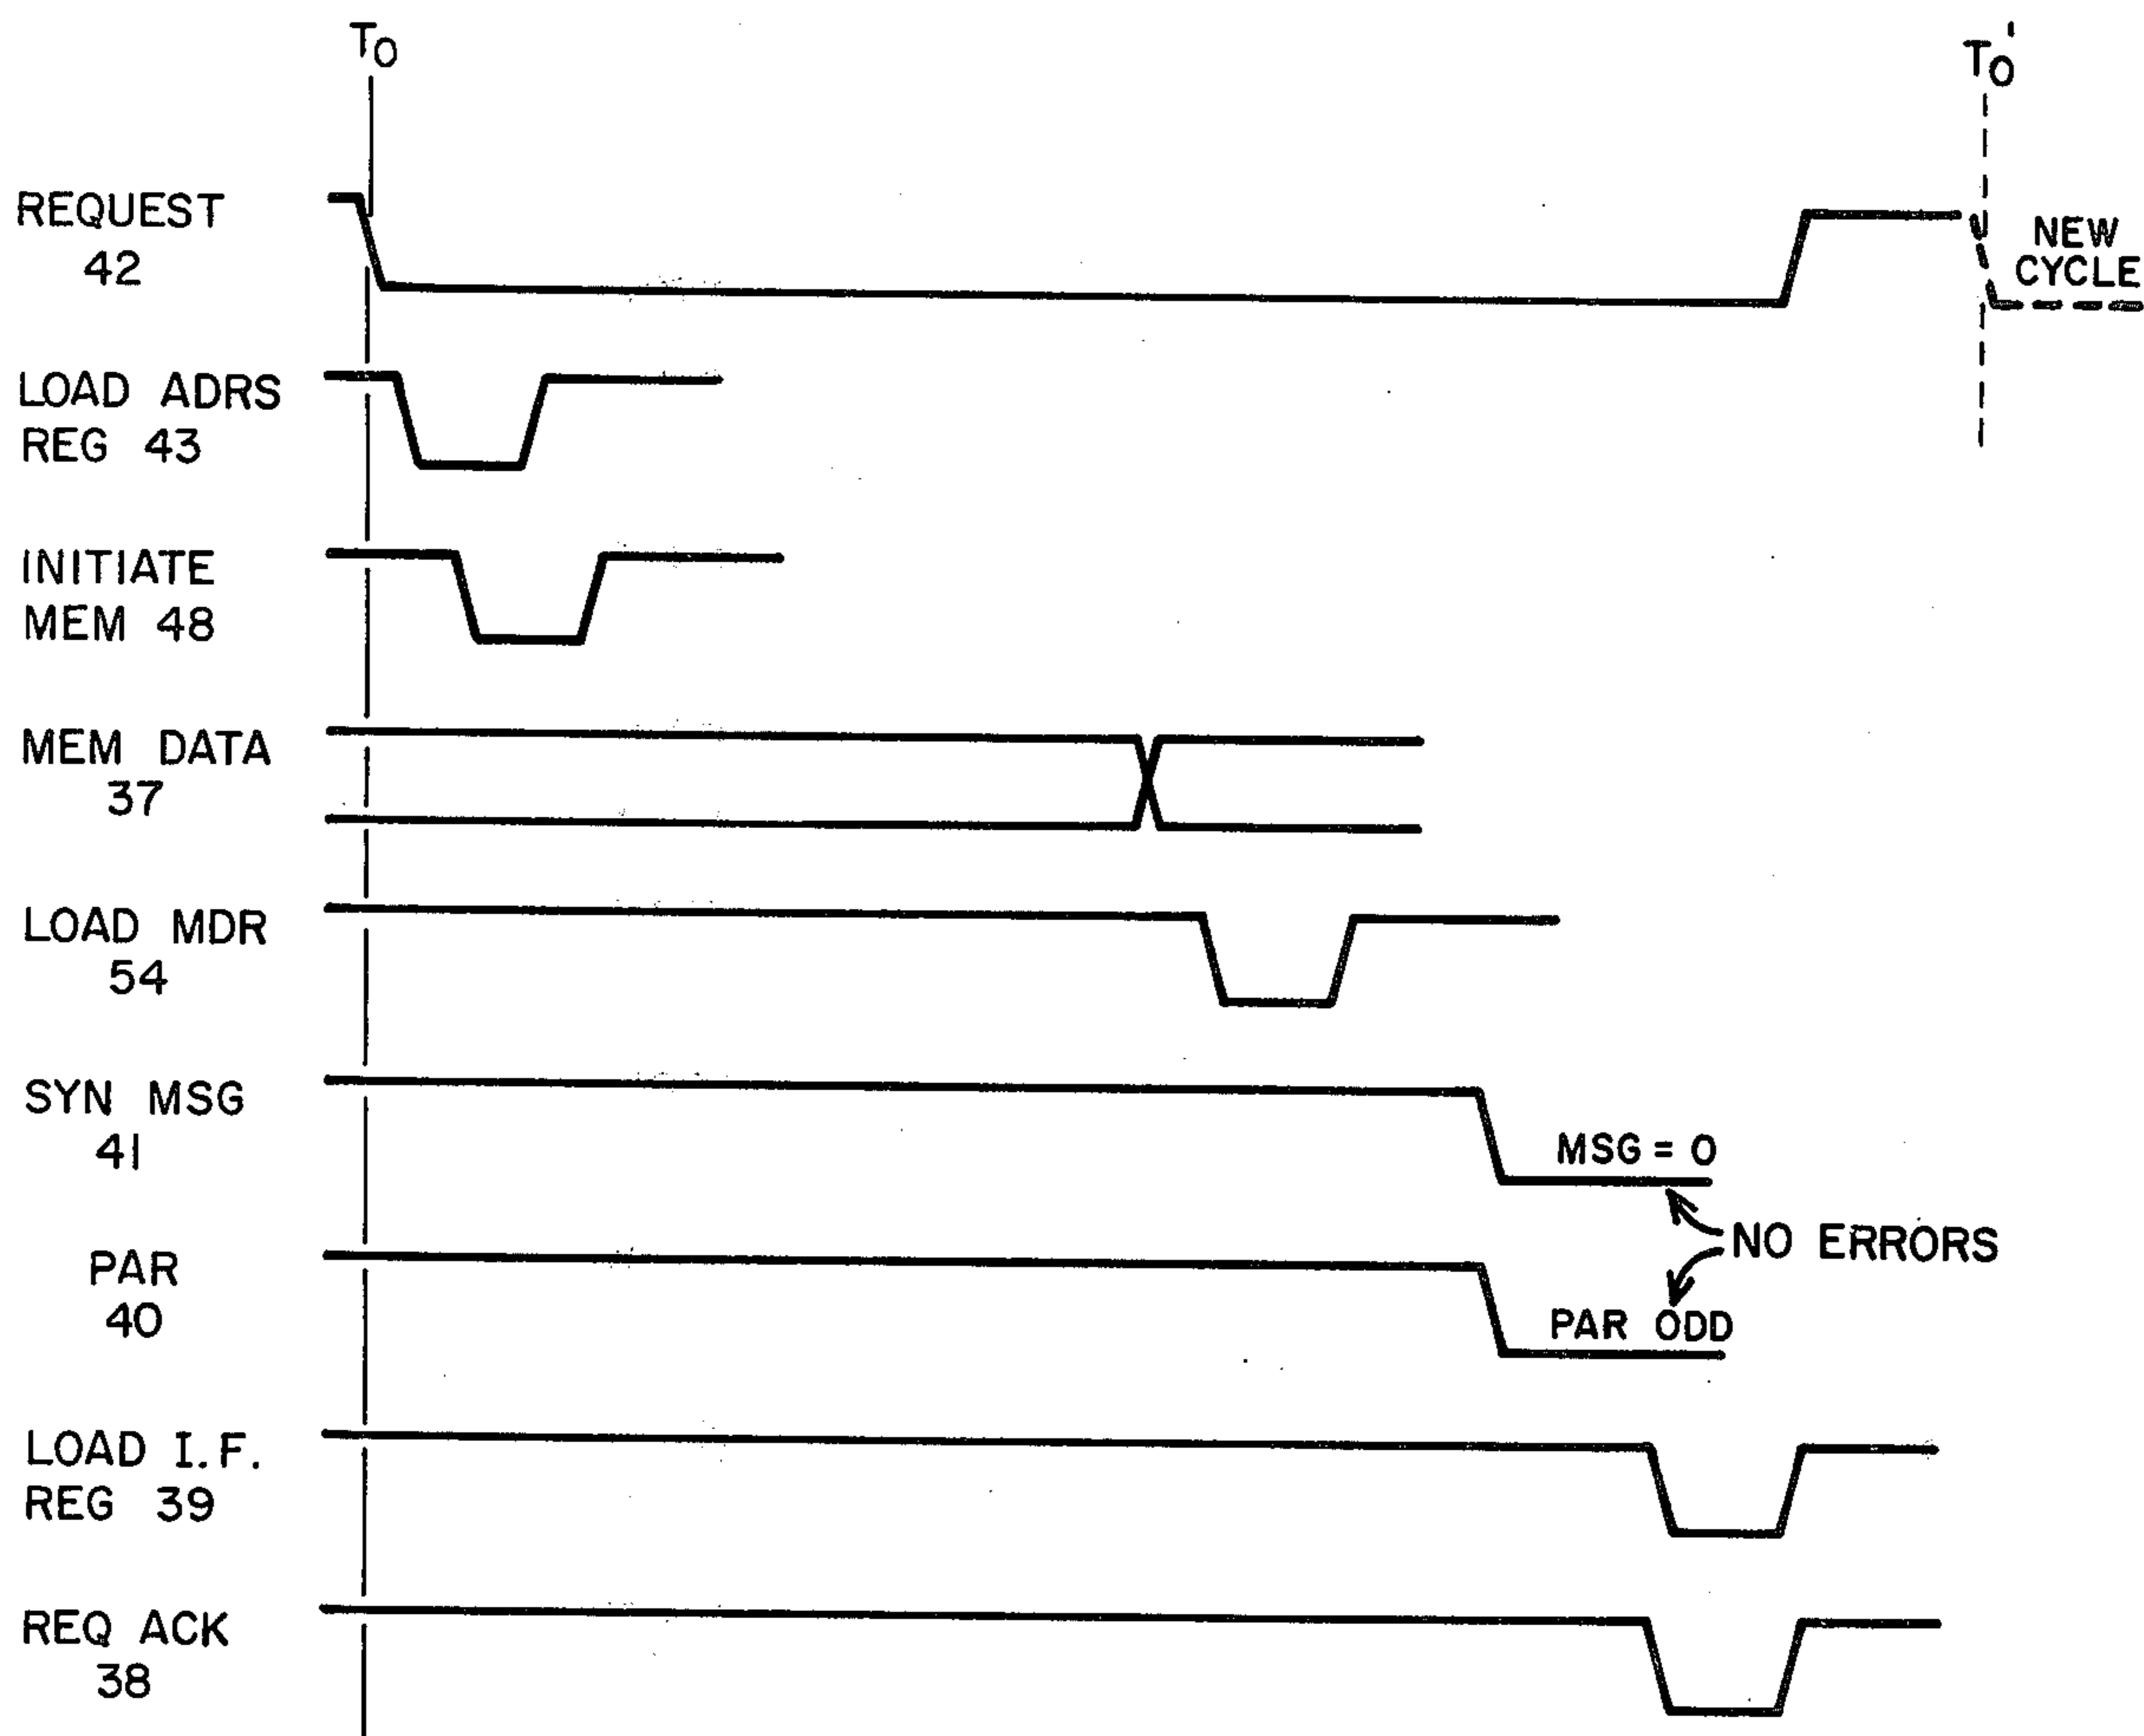 T0
T0'
REQUEST
42
NEW
CYCLE
LOAD ADRS
REG 43
INITIATE
MEM 48
MEM DATA
37
LOAD MDR
54
SYN MSG
41
MSG = 0
NO ERRORS
PAR
40
PAR ODD
LOAD I.F.
REG 39
REQ ACK
38